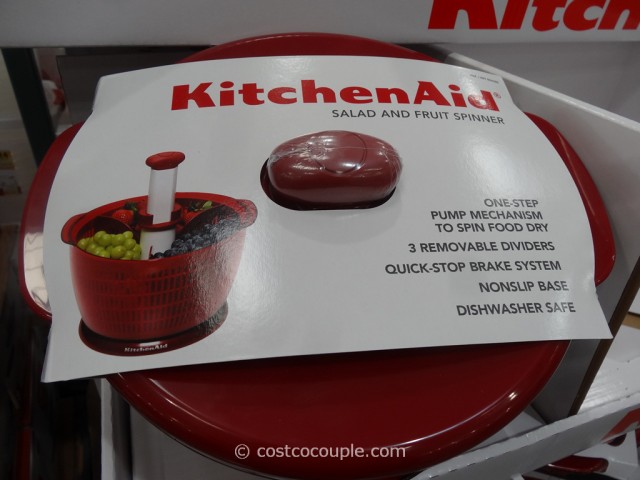 Kitch
KitchenAid®
SALAD AND FRUIT SPINNER
ONE-STEP
PUMP MECHANISM
TO SPIN FOOD DRY
3 REMOVABLE DIVIDERS
QUICK-STOP BRAKE SYSTEM
NONSLIP BASE
DISHWASHER SAFE
KitchenAid
© costcocouple.com